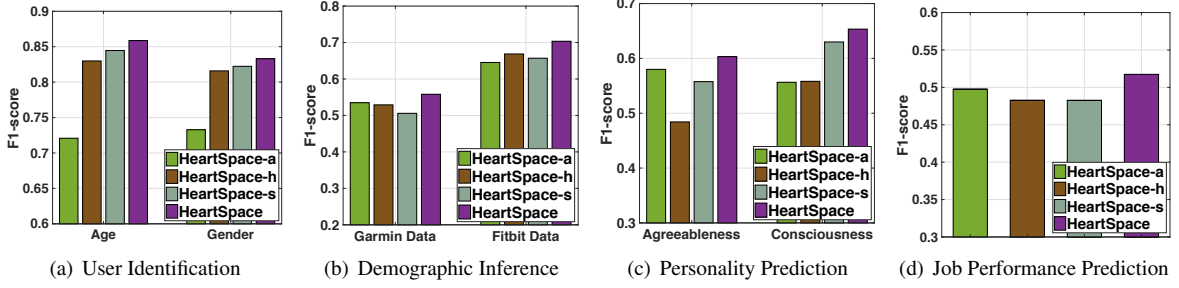 F1-score
0.9
0.85
0.8
0.75
0.7
0.65
0.6
HeartSpace-a
HeartSpace-h
HeartSpace-s
HeartSpace
Age
Gender
(a) User Identification
F1-score
0.8
0.7
0.6
0.5
0.4
0.3
0.2
HeartSpace-a
HeartSpace-h
HeartSpace-s
HeartSpace
Garmin Data
Fitbit Data
(b) Demographic Inference
F1-score
0.7
0.6
0.5
0.4
0.3
HeartSpace-a
HeartSpace-h
HeartSpace-s
HeartSpace
Agreeableness
Consciousness
(c) Personality Prediction
F1-score
0.6
0.55
0.5
0.45
0.4
0.35
0.3
HeartSpace-a
HeartSpace-h
HeartSpace-s
HeartSpace
(d) Job Performance Prediction